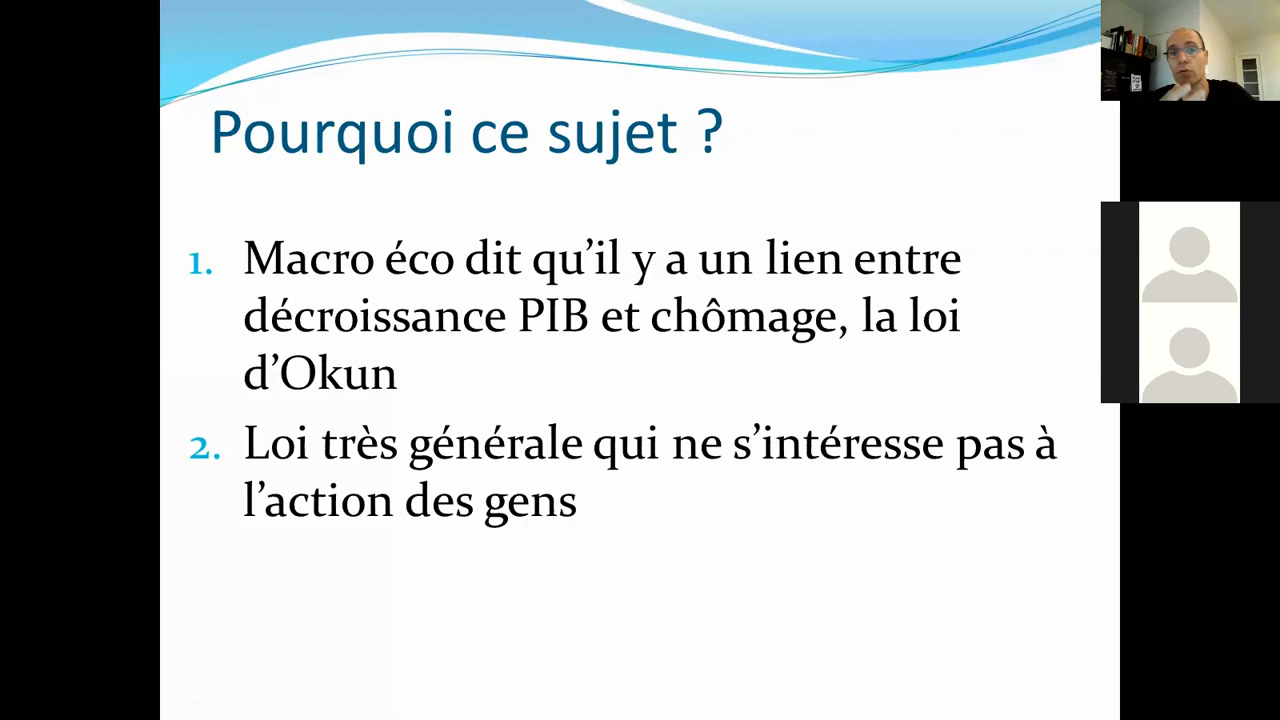 Pourquoi ce sujet ?
1. Macro éco dit qu’il y a un lien entre
décroissance PIB et chômage, la loi
d’Okun
2. Loi très générale qui ne s’intéresse pas à
l’action des gens